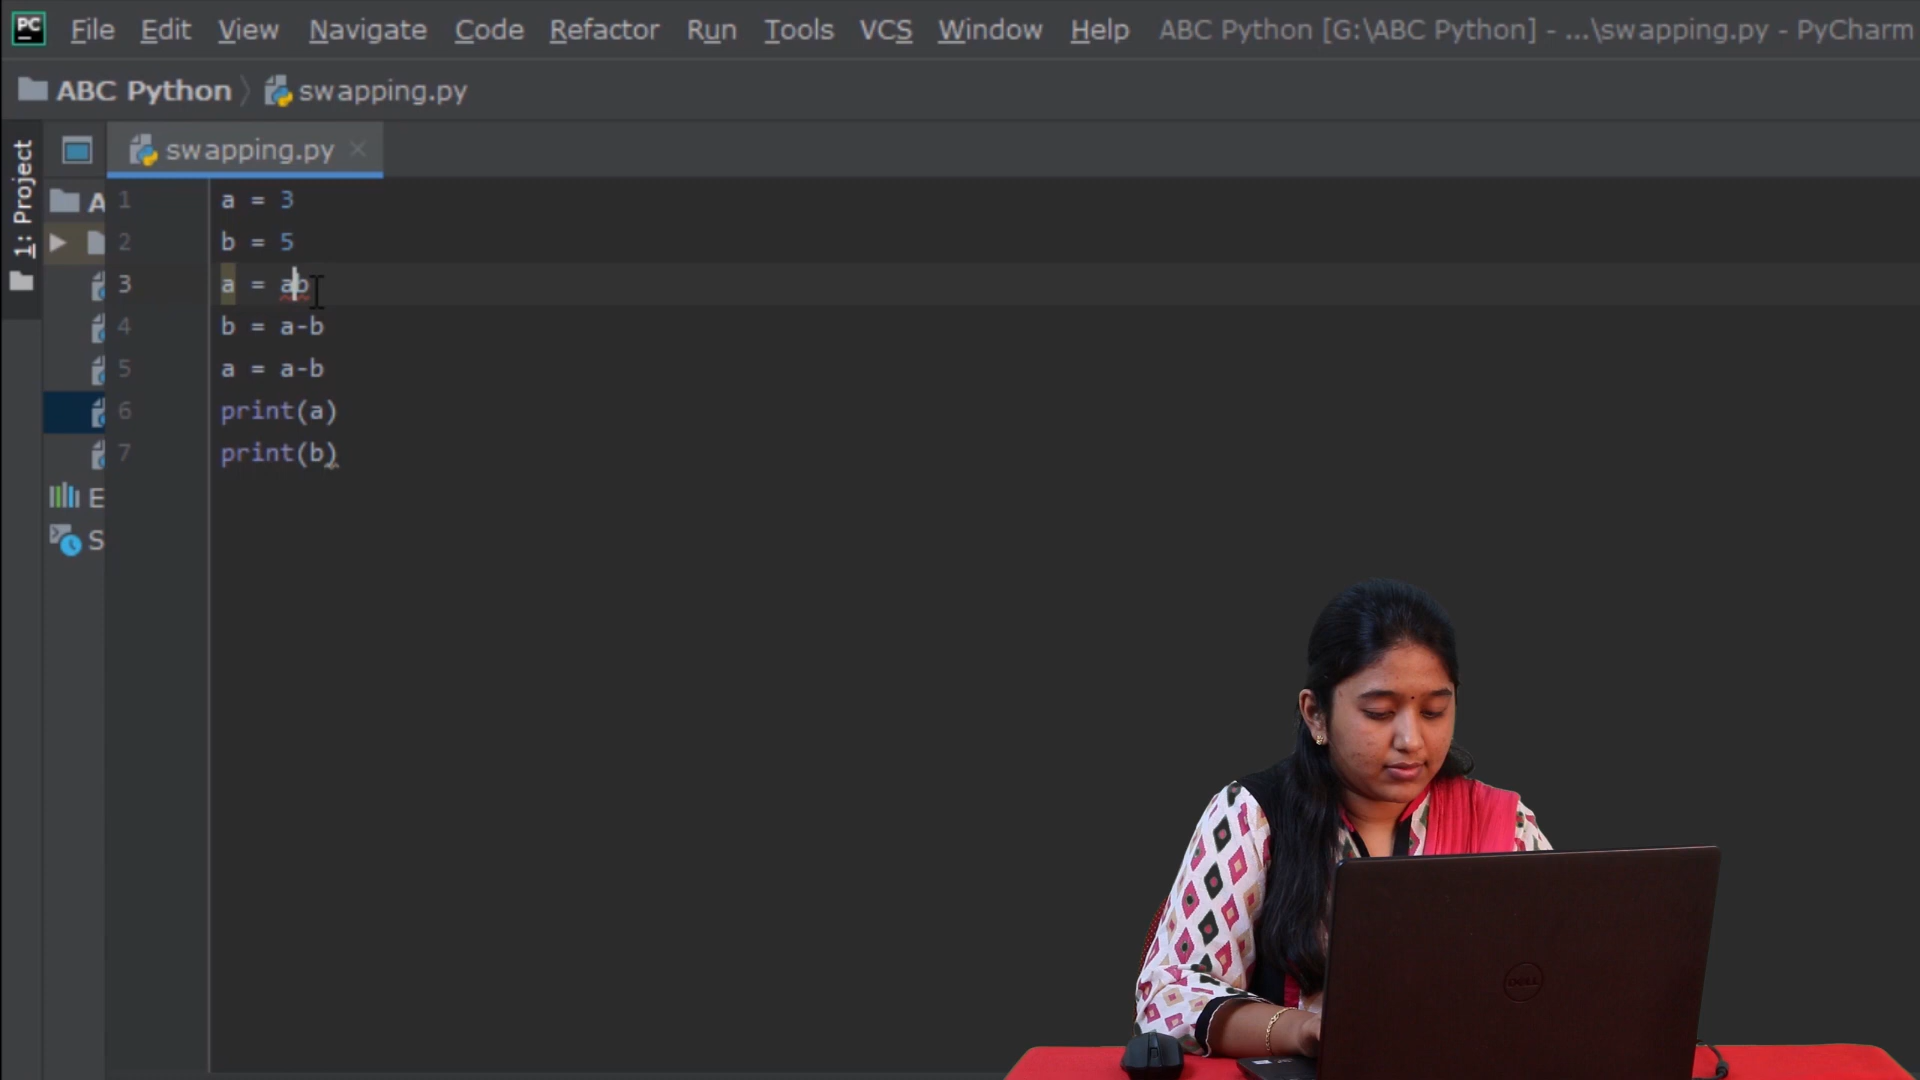 PC File Edit View Navigate Code Refactor Run Tools VCS Window Help ABC Python [G:\ABC Python] - ...\swapping.py - PyCharm
ABC Python swapping.py
1: Project
swapping.py
A
1 a = 3
2 b = 5
3 a = ab
4 b = a-b
5 a = a-b
6 print(a)
7 print(b)
E
S
DELL